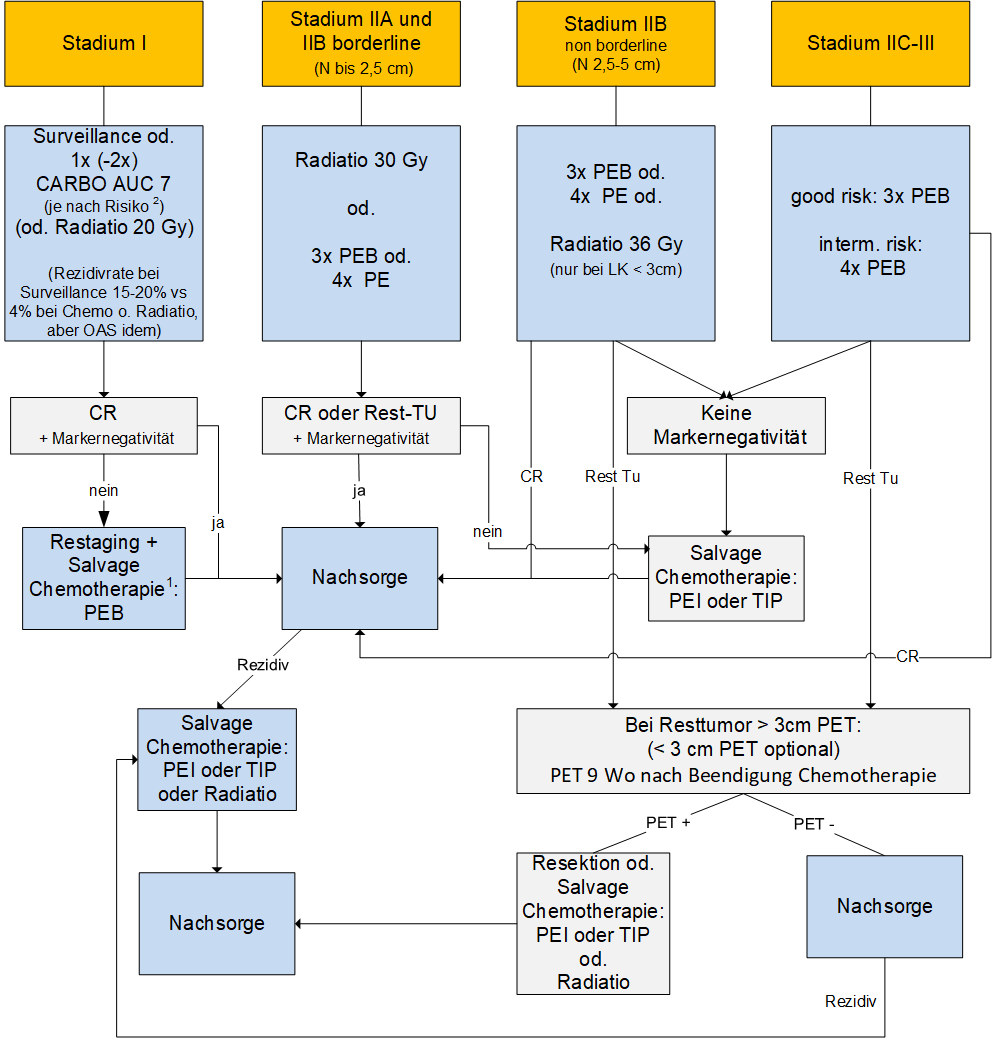 Stadium I
Stadium IIA und
IIB borderline
(N bis 2,5 cm)
Stadium IIB
non borderline
(N 2,5-5 cm)
Stadium IIC-III
Surveillance od.
1x (-2x)
CARBO AUC 7
(je nach Risiko ²)
(od. Radiatio 20 Gy)
(Rezidivrate bei
Surveillance 15-20% vs
4% bei Chemo o. Radiatio,
aber OAS idem)
Radiatio 30 Gy
od.
3x PEB od.
4x PE
3x PEB od.
4x PE od.
Radiatio 36 Gy
(nur bei LK < 3cm)
good risk: 3x PEB
interm. risk:
4x PEB
CR
+ Markernegativität
CR oder Rest-TU
+ Markernegativität
Keine
Markernegativität
nein
ja
ja
nein
CR
Rest Tu
Rest Tu
Restaging +
Salvage
Chemotherapie¹:
PEB
Nachsorge
Salvage
Chemotherapie:
PEI oder TIP
CR
Rezidiv
Salvage
Chemotherapie:
PEI oder TIP
oder Radiatio
Bei Resttumor > 3cm PET:
(< 3 cm PET optional)
PET 9 Wo nach Beendigung Chemotherapie
PET +
PET -
Nachsorge
Resektion od.
Salvage
Chemotherapie:
PEI oder TIP
od.
Radiatio
Nachsorge
Rezidiv